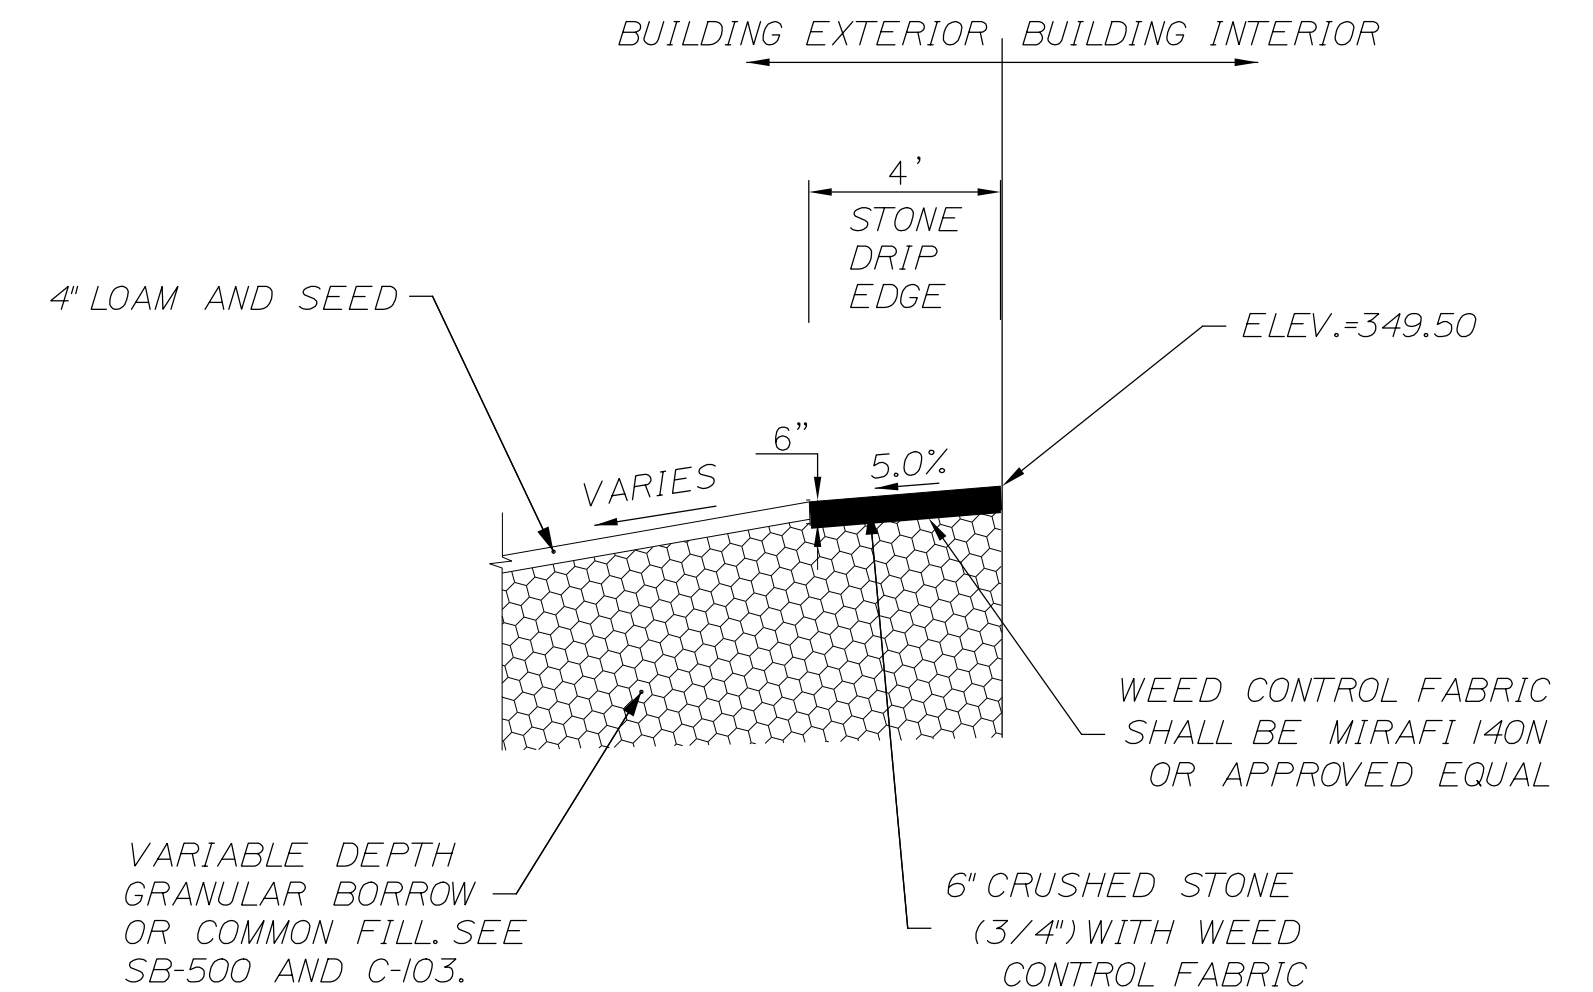 BUILDING EXTERIOR
BUILDING INTERIOR
4'
STONE
DRIP
EDGE
4" LOAM AND SEED
ELEV.=349.50
6”
5.0%
VARIES
WEED CONTROL FABRIC
SHALL BE MIRAFI 140N
OR APPROVED EQUAL
VARIABLE DEPTH
GRANULAR BORROW
OR COMMON FILL. SEE
SB-500 AND C-103.
6" CRUSHED STONE
(3/4") WITH WEED
CONTROL FABRIC